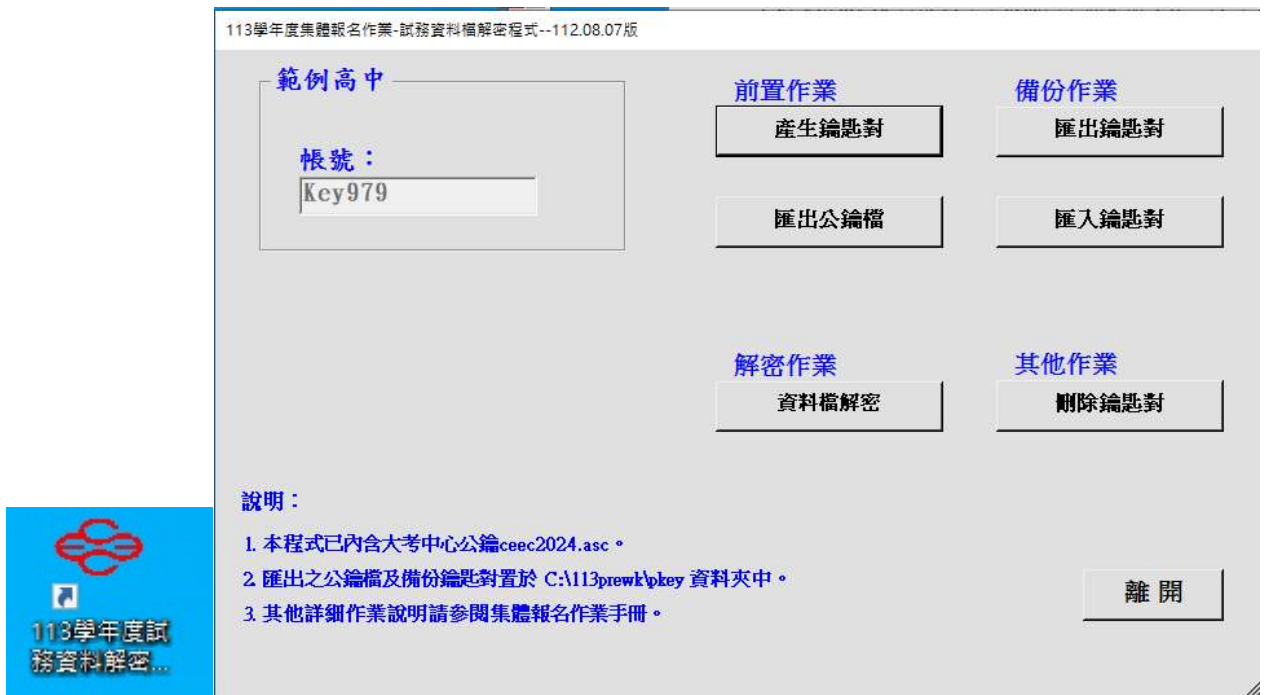 113學年度集體報名作業-試務資料檔解密程式--112.08.07版
範例高中
帳號：
Key979
前置作業
產生鑰匙對
匯出公鑰檔
備份作業
匯出鑰匙對
匯入鑰匙對
解密作業
資料檔解密
其他作業
刪除鑰匙對
說明：
1. 本程式已內含大考中心公鑰ceec2024.asc。
2. 匯出之公鑰檔及備份鑰匙對置於 C:\113prewk\pkey 資料夾中。
3. 其他詳細作業說明請參閱集體報名作業手冊。
離開
113學年度試
務資料解密...